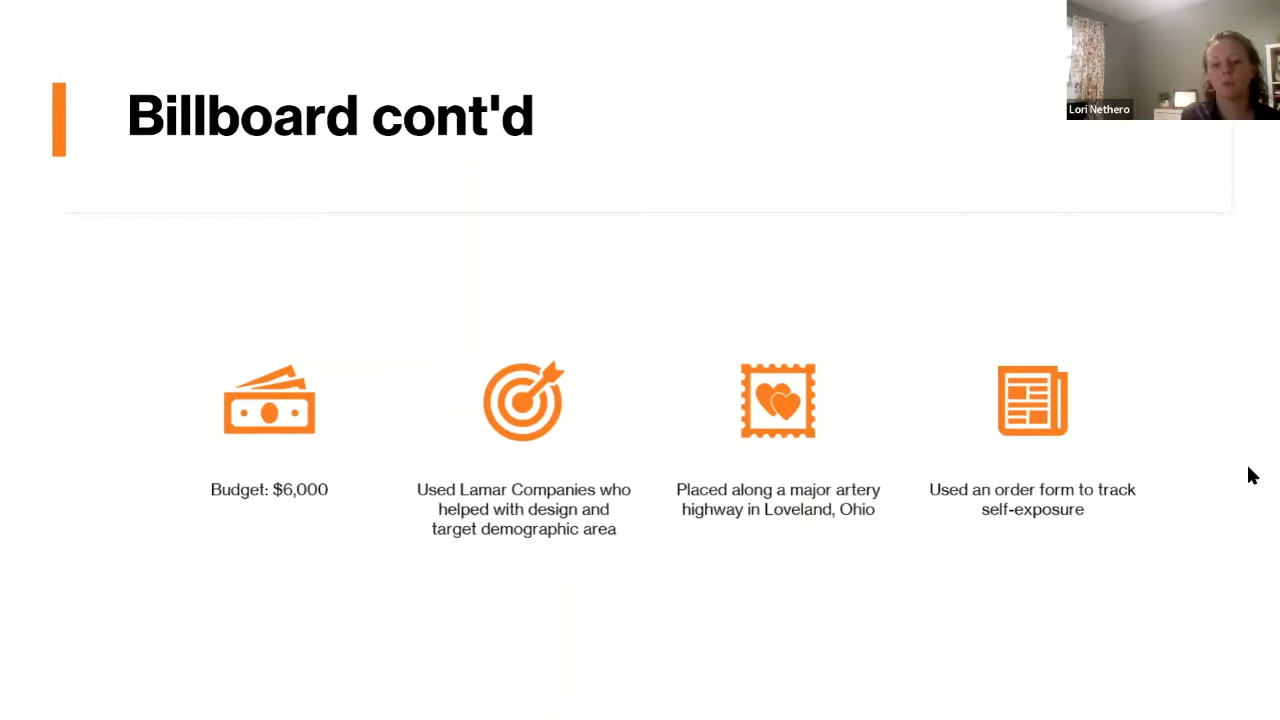 Billboard cont'd
Lori Nethero
Budget: $6,000
Used Lamar Companies who
helped with design and
target demographic area
Placed along a major artery
highway in Loveland, Ohio
Used an order form to track
self-exposure